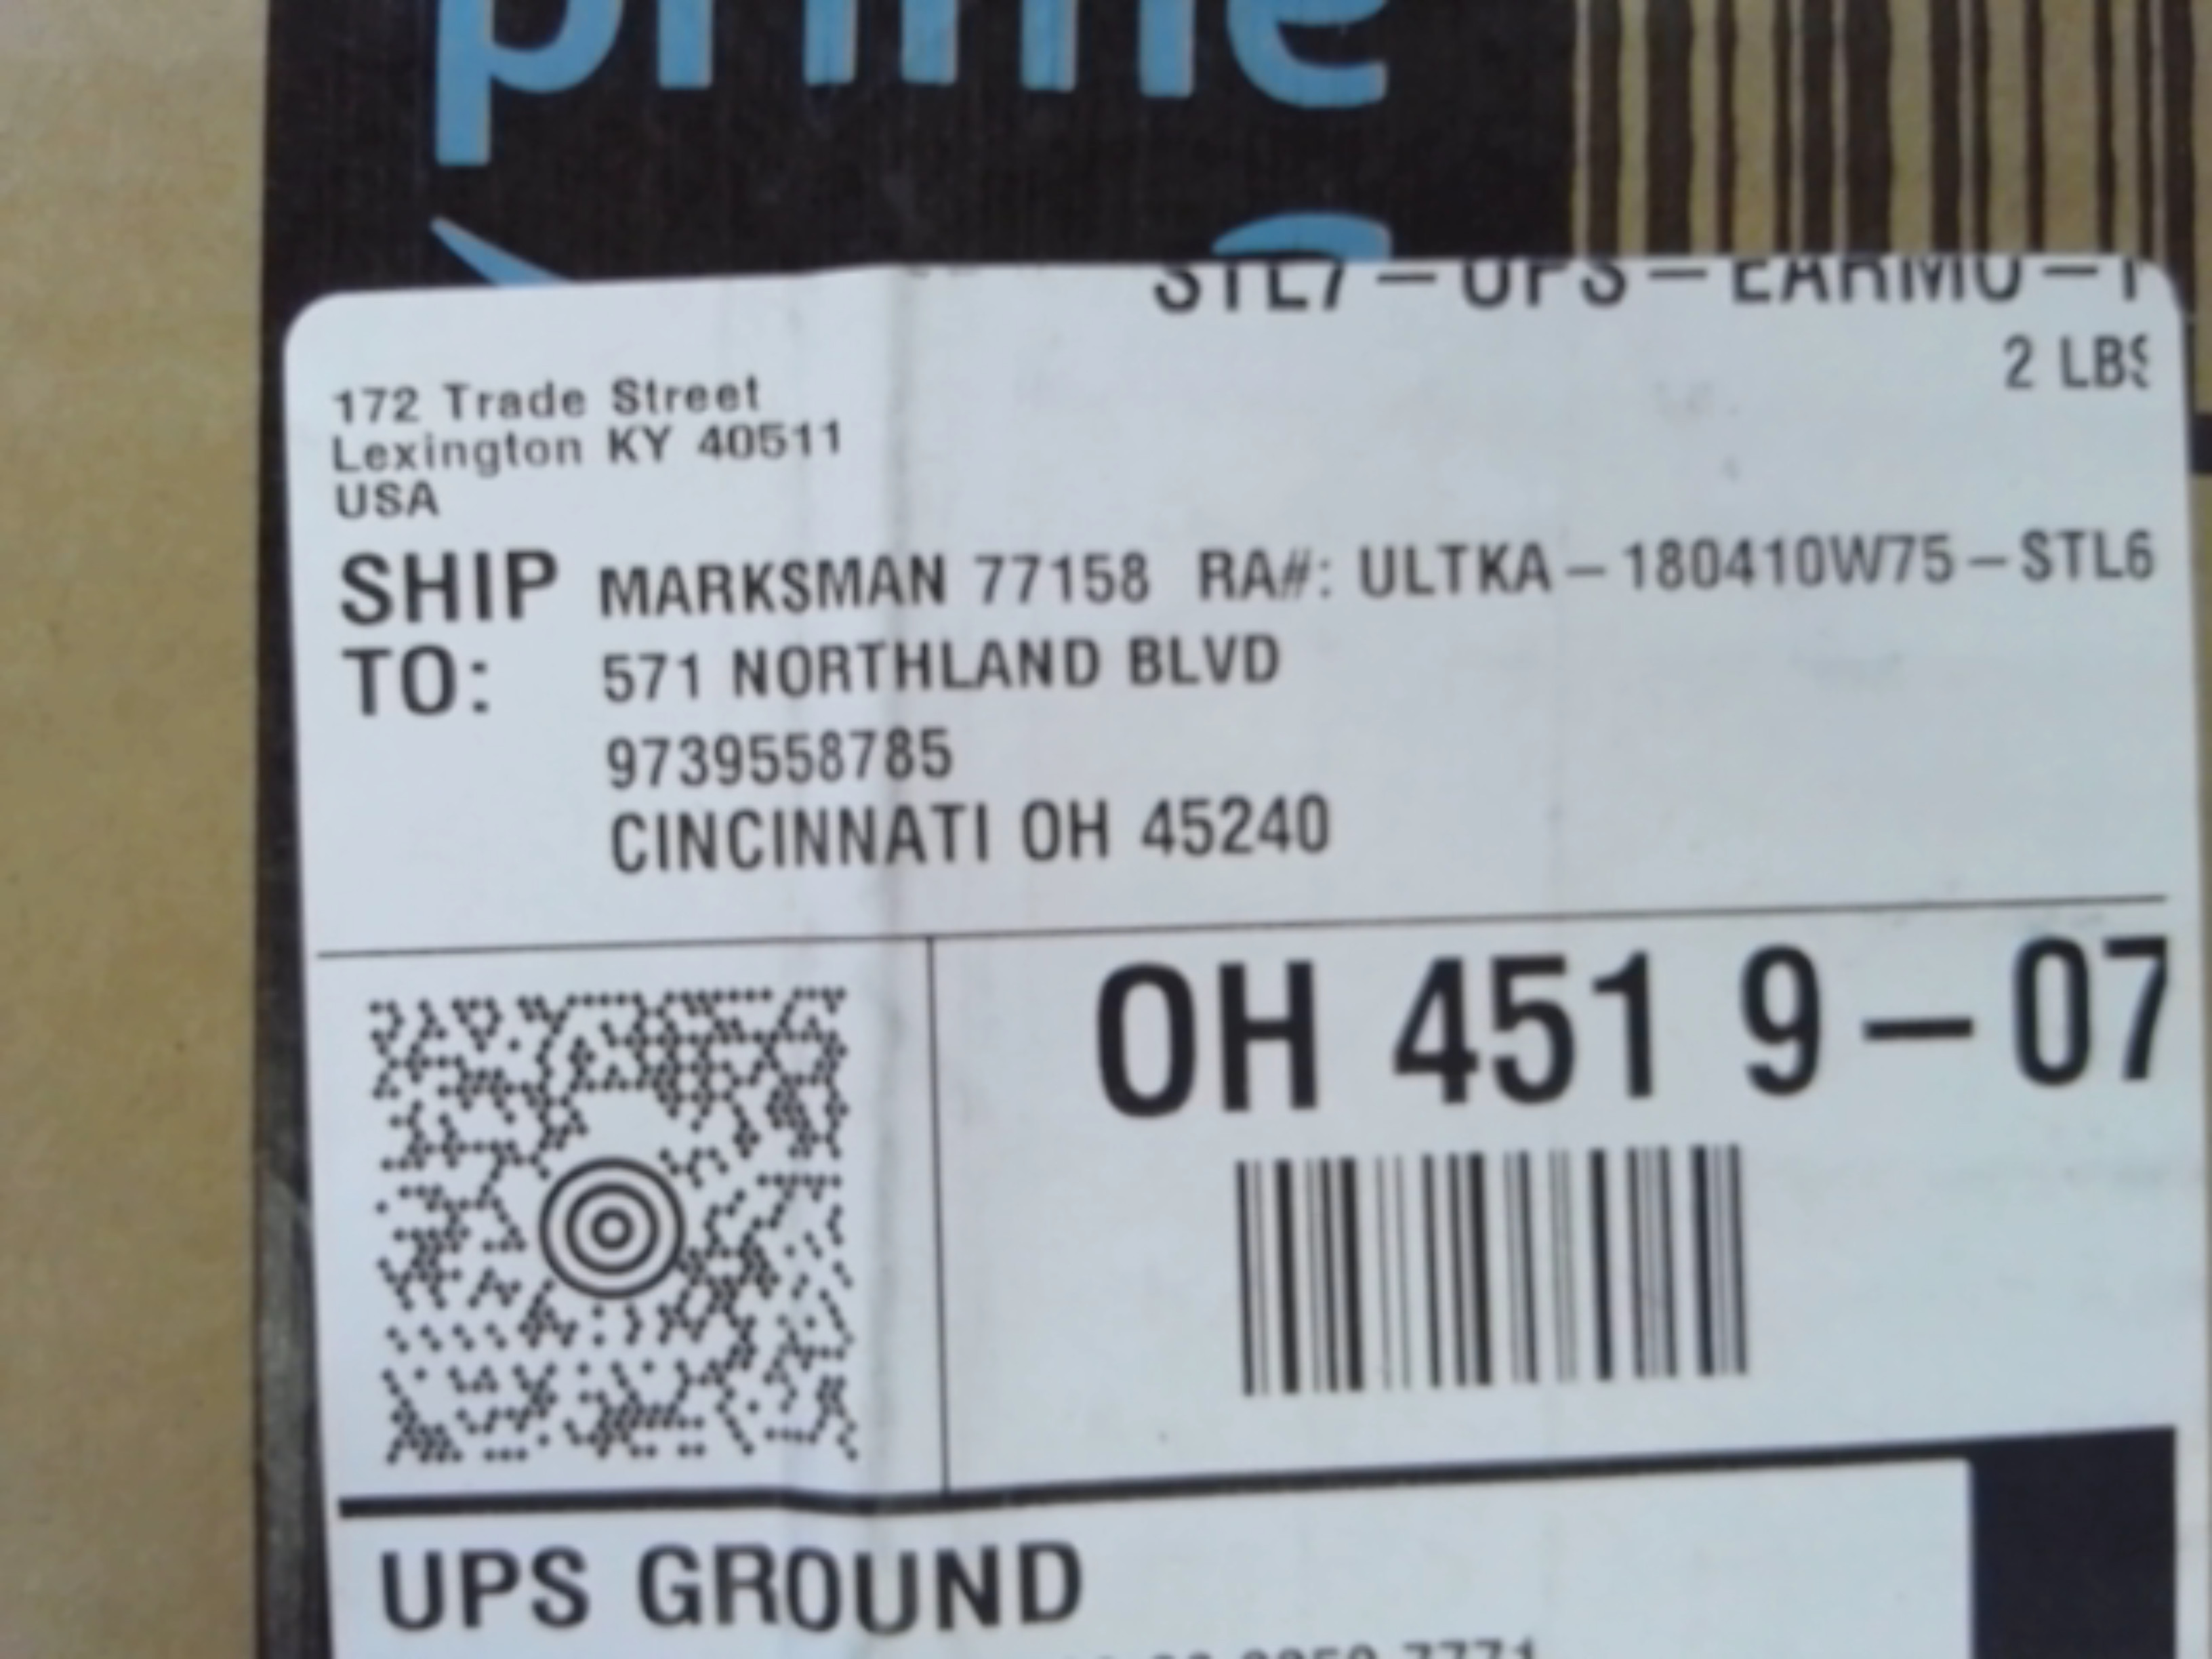 prime
STL7-UPS-EARMO-1
2 LBS
172 Trade Street
Lexington KY 40511
USA
SHIP TO: MARKSMAN 77158 RA#: ULTKA-180410W75-STL6
571 NORTHLAND BLVD
9739558785
CINCINNATI OH 45240
OH 451 9-07
UPS GROUND